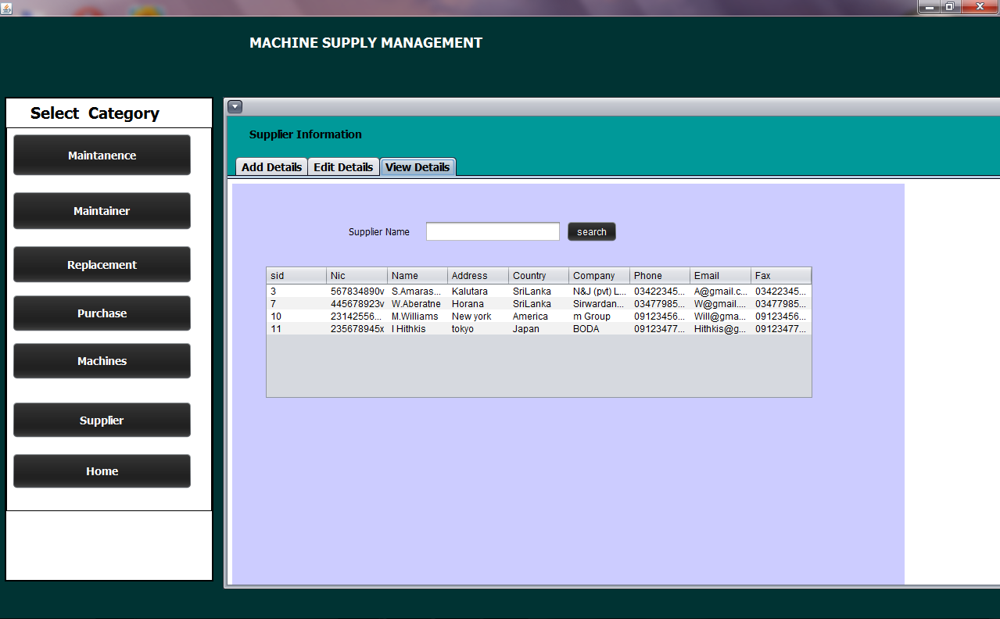 MACHINE SUPPLY MANAGEMENT
Select Category
Maintanence
Maintainer
Replacement
Purchase
Machines
Supplier
Home
Supplier Information
Add Details Edit Details View Details
Supplier Name search
sid Nic Name Address Country Company Phone Email Fax
3 567834890v S.Amaras... Kalutara SriLanka N&J (pvt) L... 03422345... A@gmail.c... 03422345...
7 445678923v W.Aberatne Horana SriLanka Sirwardan... 03477985... W@gmail.... 03477985...
10 23142556... M.Williams New york America m Group 09123456... Will@gma... 09123456...
11 235678945x I Hithkis tokyo Japan BODA 09123477... Hithkis@g... 09123477...